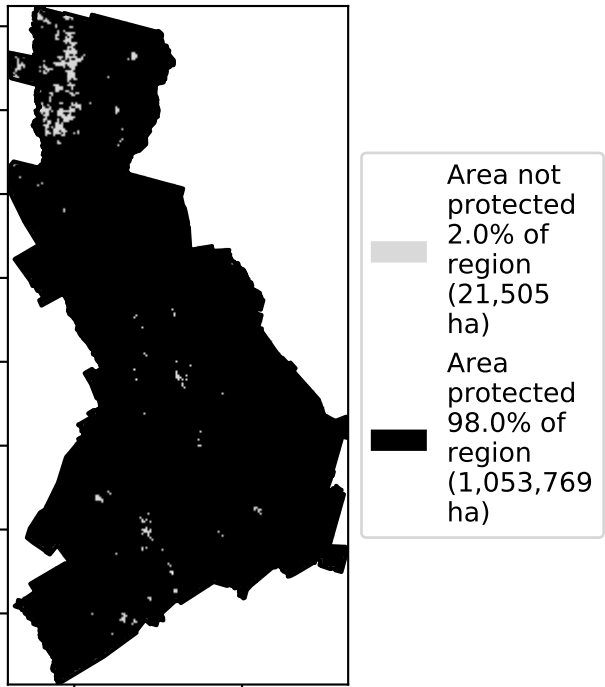 Area not
protected
2.0% of
region
(21,505
ha)
Area
protected
98.0% of
region
(1,053,769
ha)